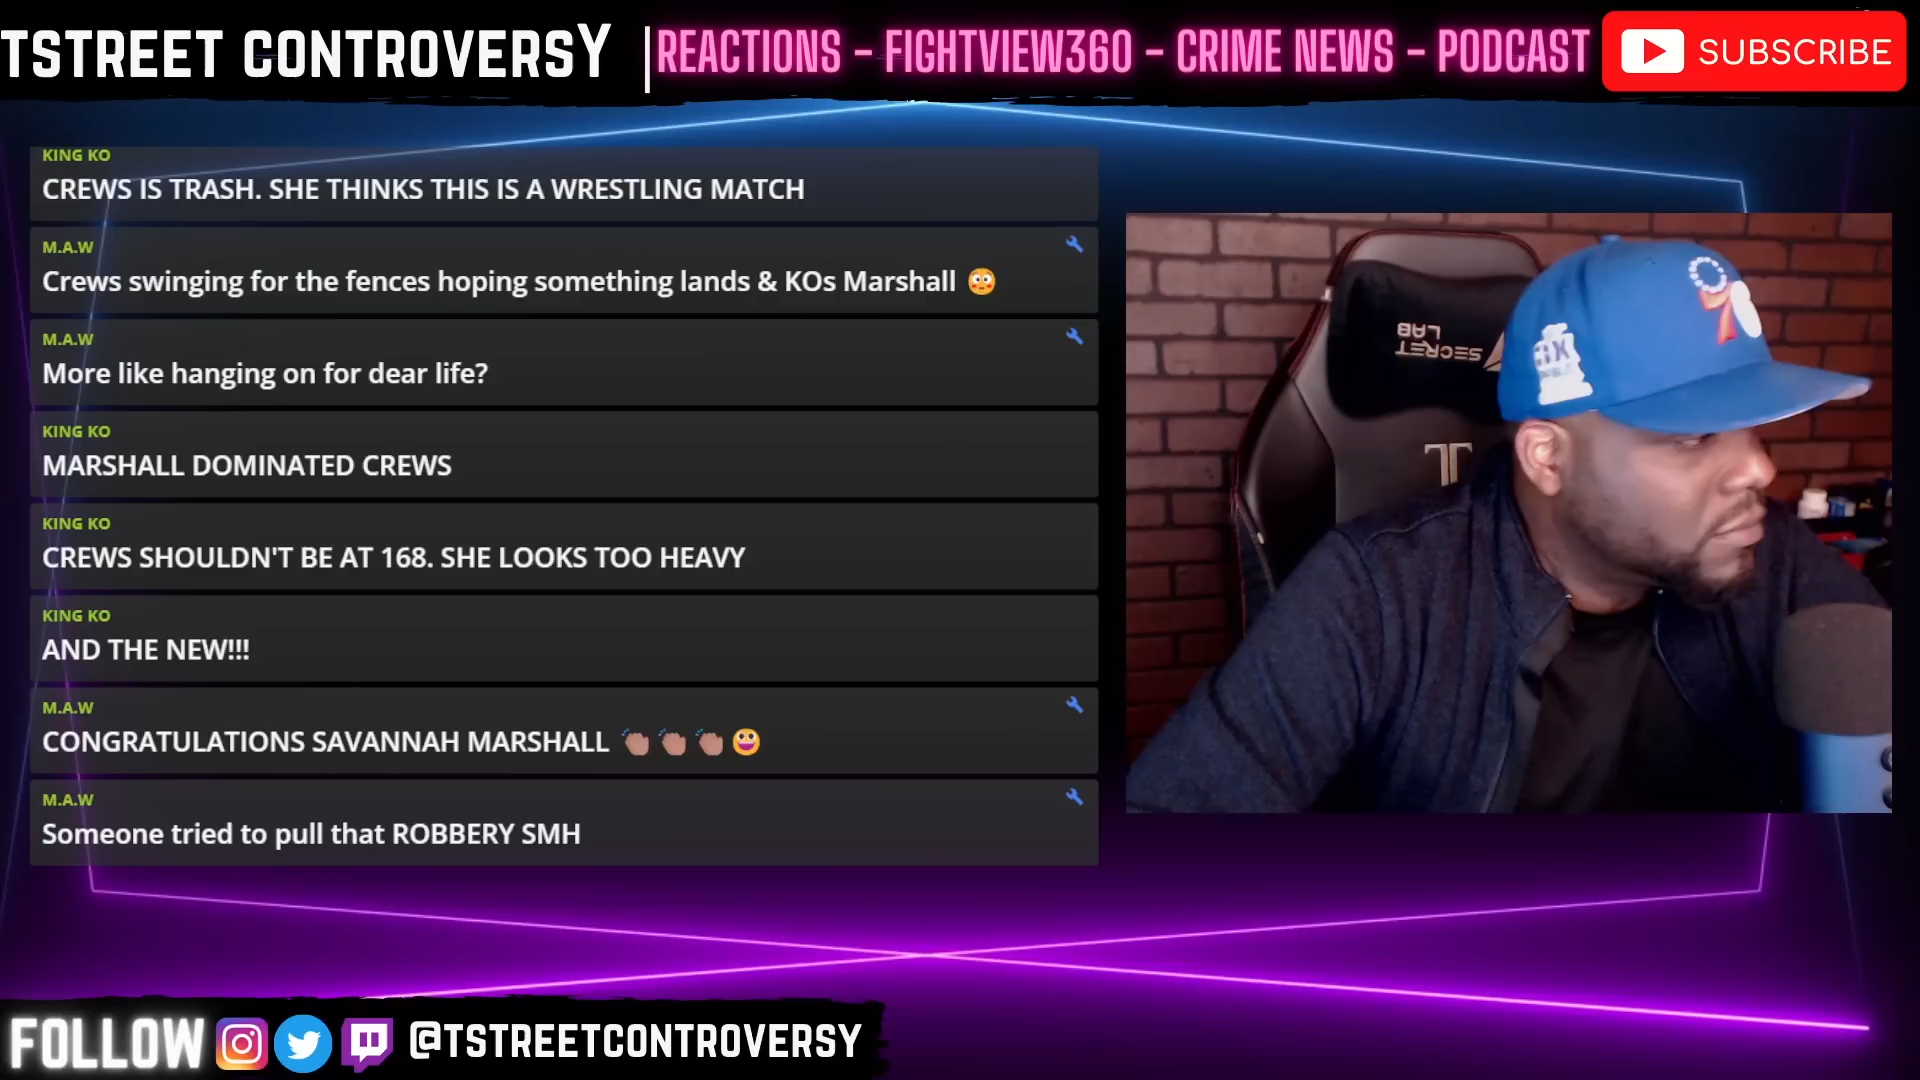 TSTREET CONTROVERSY | REACTIONS - FIGHTVIEW360 - CRIME NEWS - PODCAST SUBSCRIBE
KING KO
CREWS IS TRASH. SHE THINKS THIS IS A WRESTLING MATCH
M.A.W
Crews swinging for the fences hoping something lands & KOs Marshall 😳
M.A.W
More like hanging on for dear life?
KING KO
MARSHALL DOMINATED CREWS
KING KO
CREWS SHOULDN'T BE AT 168. SHE LOOKS TOO HEAVY
KING KO
AND THE NEW!!!
M.A.W
CONGRATULATIONS SAVANNAH MARSHALL 👏🏽👏🏽👏🏽😀
M.A.W
Someone tried to pull that ROBBERY SMH
SECRET
LAB
76
FOLLOW @TSTREETCONTROVERSY